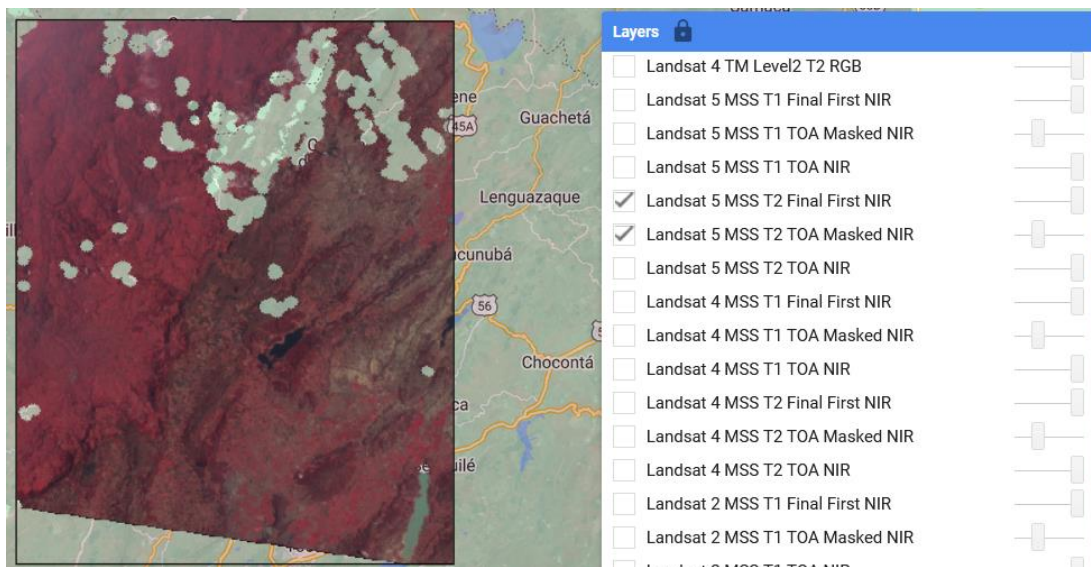 Layers
Landsat 4 TM Level2 T2 RGB
Landsat 5 MSS T1 Final First NIR
Landsat 5 MSS T1 TOA Masked NIR
Landsat 5 MSS T1 TOA NIR
Landsat 5 MSS T2 Final First NIR
Landsat 5 MSS T2 TOA Masked NIR
Landsat 5 MSS T2 TOA NIR
Landsat 4 MSS T1 Final First NIR
Landsat 4 MSS T1 TOA Masked NIR
Landsat 4 MSS T1 TOA NIR
Landsat 4 MSS T2 Final First NIR
Landsat 4 MSS T2 TOA Masked NIR
Landsat 4 MSS T2 TOA NIR
Landsat 2 MSS T1 Final First NIR
Landsat 2 MSS T1 TOA Masked NIR
ene
45A
Guachetá
Lenguazaque
ucunubá
56
Chocontá
ca
uilé